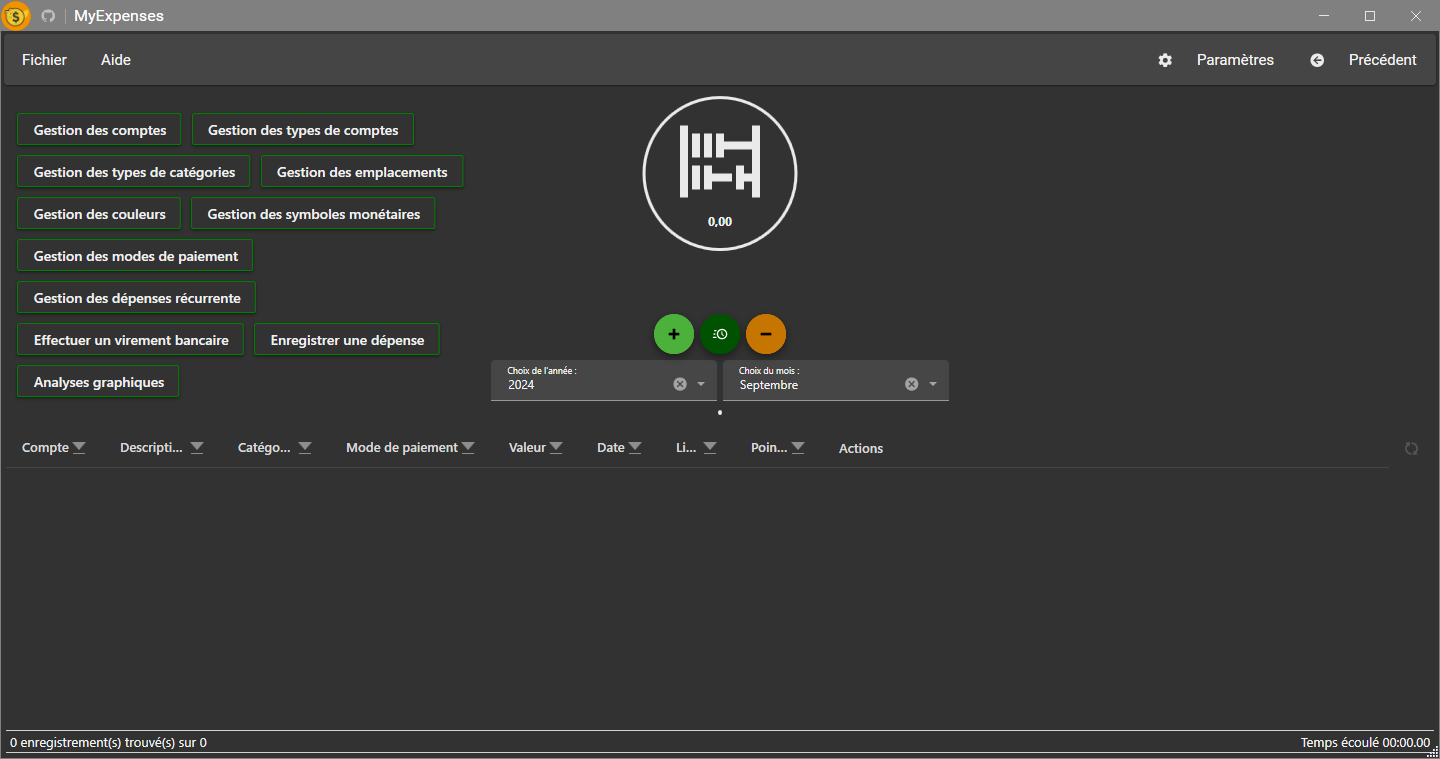 MyExpenses
Fichier Aide Paramètres Précédent
Gestion des comptes Gestion des types de comptes
Gestion des types de catégories Gestion des emplacements
Gestion des couleurs Gestion des symboles monétaires
Gestion des modes de paiement
Gestion des dépenses récurrente
Effectuer un virement bancaire Enregistrer une dépense
Analyses graphiques
0,00
Choix de l'année : Choix du mois :
2024 Septembre
Compte Descripti... Catégo... Mode de paiement Valeur Date Li... Poin... Actions
0 enregistrement(s) trouvé(s) sur 0 Temps écoulé 00:00.00